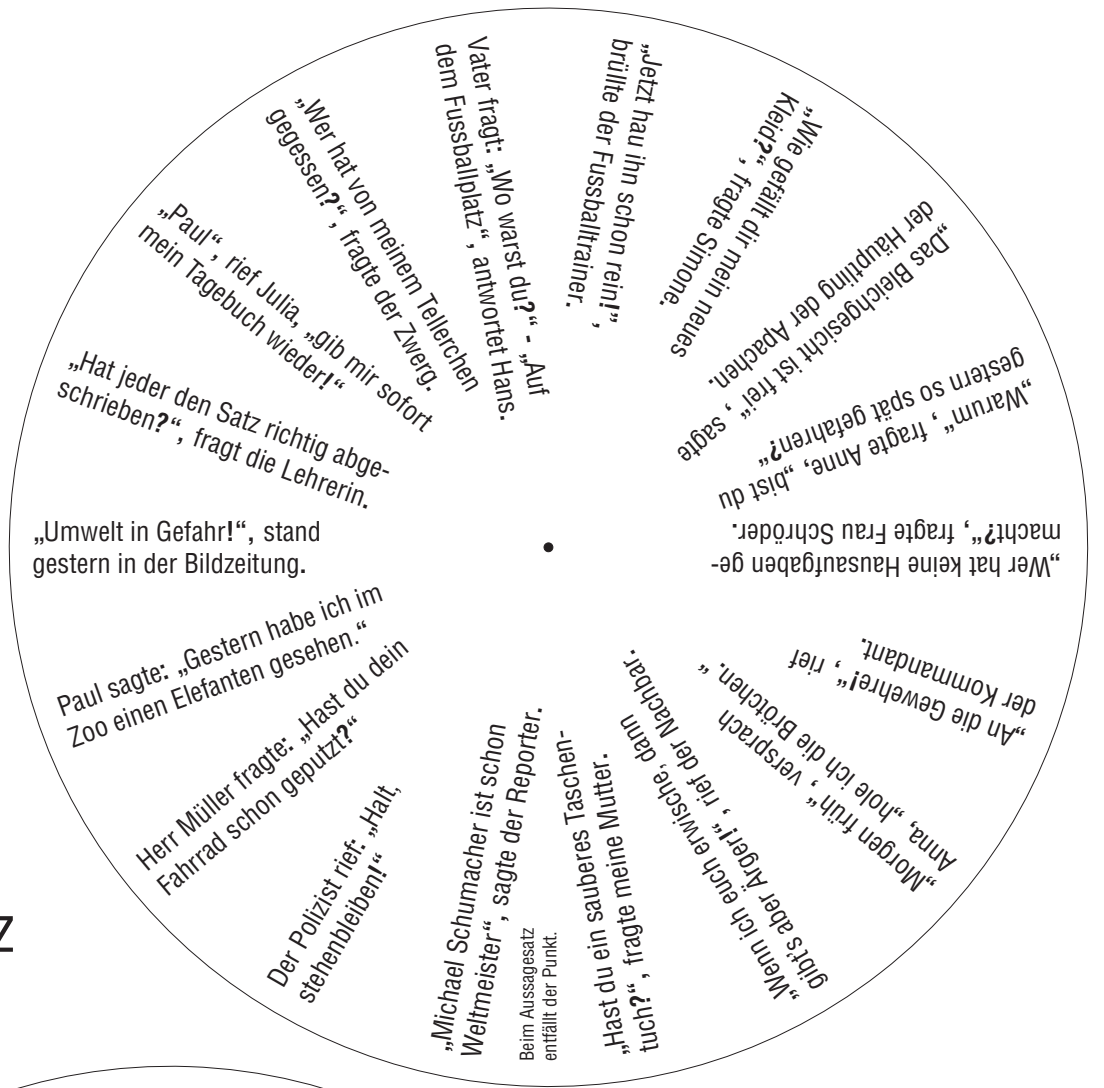 „Umwelt in Gefahr!“, stand
gestern in der Bildzeitung.
„Hat jeder den Satz richtig abge-
schrieben?“, fragt die Lehrerin.
„Paul“, rief Julia, „gib mir sofort
mein Tagebuch wieder!“
„Wer hat von meinem Tellerchen
gegessen?“, fragte der Zwerg.
Vater fragt: „Wo warst du?“ - „Auf
dem Fussballplatz“, antwortet Hans.
„Jetzt hau ihn schon rein!“,
brüllte der Fussballtrainer.
„Wie gefällt dir mein neues
Kleid?“, fragte Simone.
„Das Bleichgesicht ist frei“, sagte
der Häuptling der Apachen.
„Warum“, fragte Anne, „bist du
gestern so spät gefahren?“
„Wer hat keine Hausaufgaben ge-
macht?“, fragte Frau Schröder.
„An die Gewehre!“, rief
der Kommandant.
„Morgen früh“, versprach
Anna, „hole ich die Brötchen.“
„Wenn ich euch erwische, dann
gibt's aber Ärger!“, rief der Nachbar.
„Hast du ein sauberes Taschen-
tuch?“, fragte meine Mutter.
„Michael Schumacher ist schon
Weltmeister“, sagte der Reporter.
Beim Aussagesatz
entfällt der Punkt.
Der Polizist rief: „Halt,
stehenbleiben!“
Herr Müller fragte: „Hast du dein
Fahrrad schon geputzt?“
Paul sagte: „Gestern habe ich im
Zoo einen Elefanten gesehen.“
z